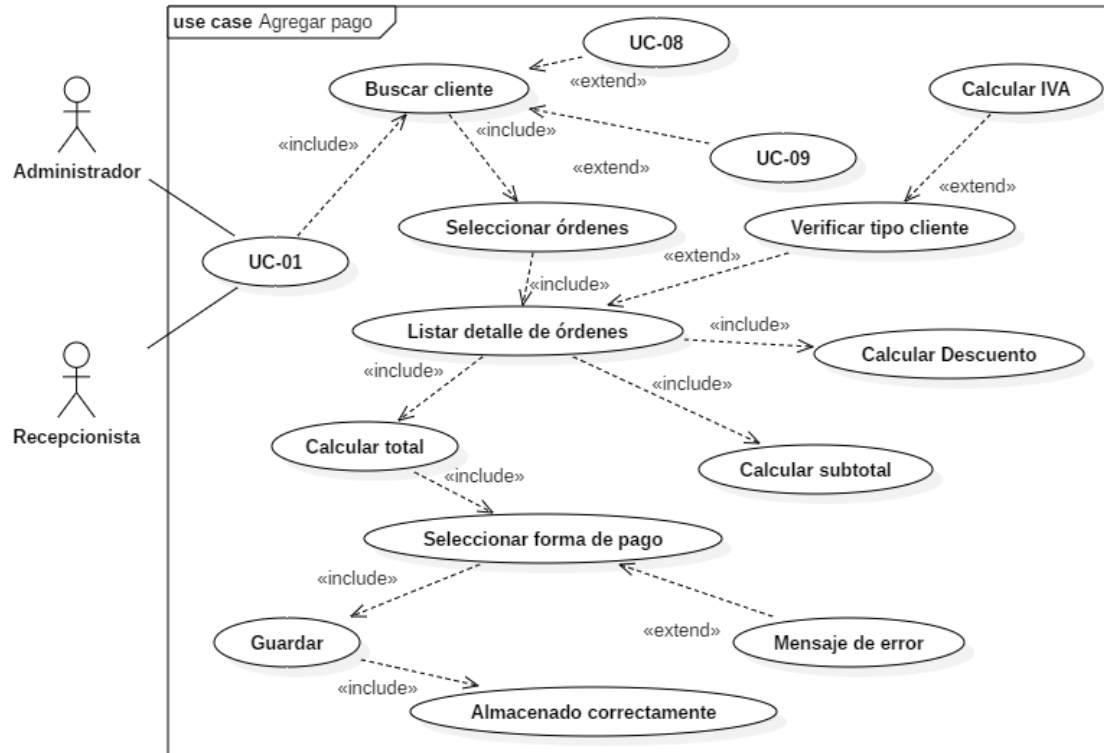 use case Agregar pago
UC-08
Buscar cliente
«extend»
Calcular IVA
Administrador
«include»
«include»
UC-09
«extend»
«extend»
Seleccionar órdenes
Verificar tipo cliente
UC-01
«extend»
«include»
Listar detalle de órdenes
«include»
Calcular Descuento
«include»
«include»
Recepcionista
Calcular total
Calcular subtotal
«include»
Seleccionar forma de pago
«include»
Guardar
«extend»
Mensaje de error
«include»
Almacenado correctamente